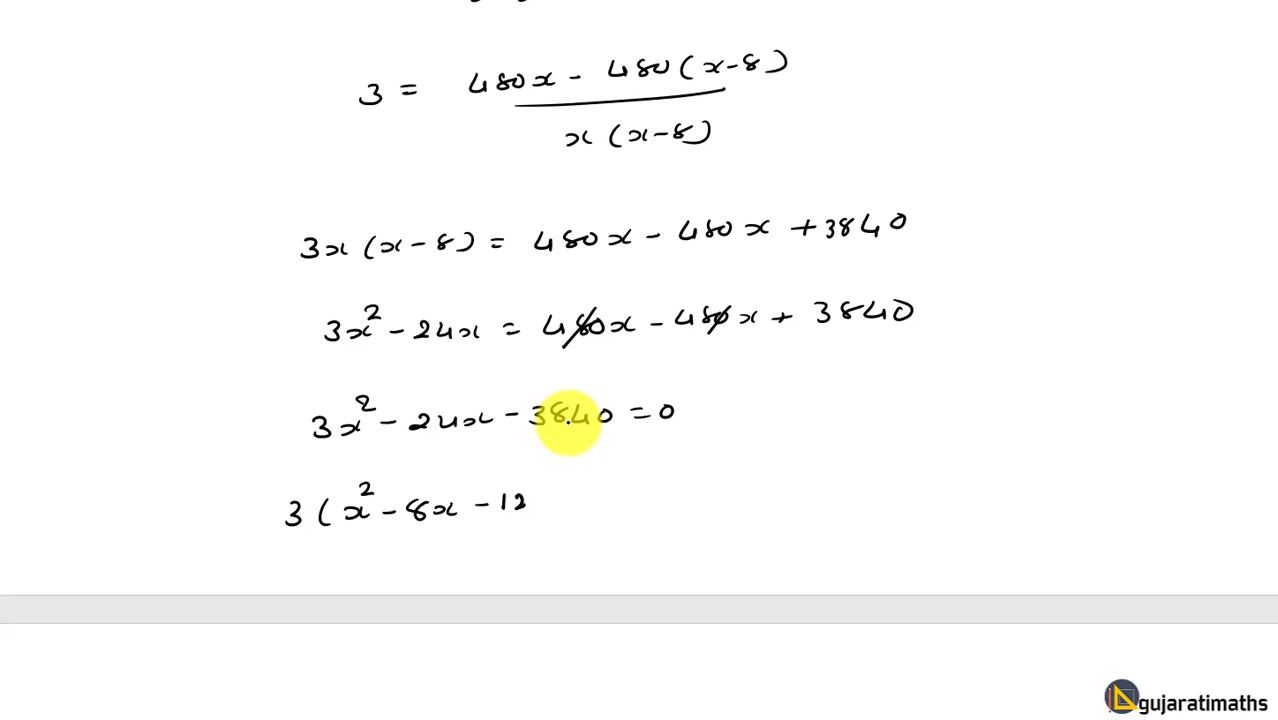 3 = (480x - 480(x-8)) / (x(x-8))
3x(x-8) = 480x - 480x + 3840
3x² - 24x = 480x - 480x + 3840
3x² - 24x - 3840 = 0
3(x² - 8x - 12
gujaratimaths